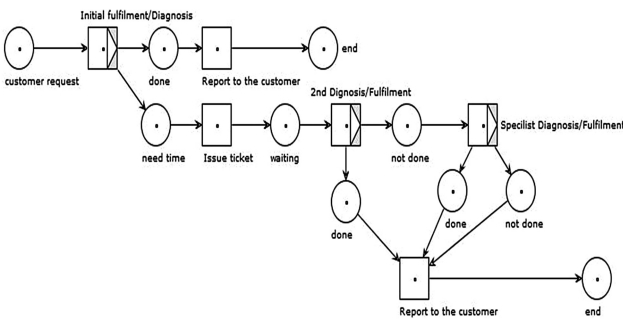 Initial fulfilment/Diagnosis
end
customer request
done
Report to the customer
2nd Dignosis/Fulfilment
Specilist Diagnosis/Fulfilment
need time
Issue ticket
waiting
not done
done
done
not done
Report to the customer
end